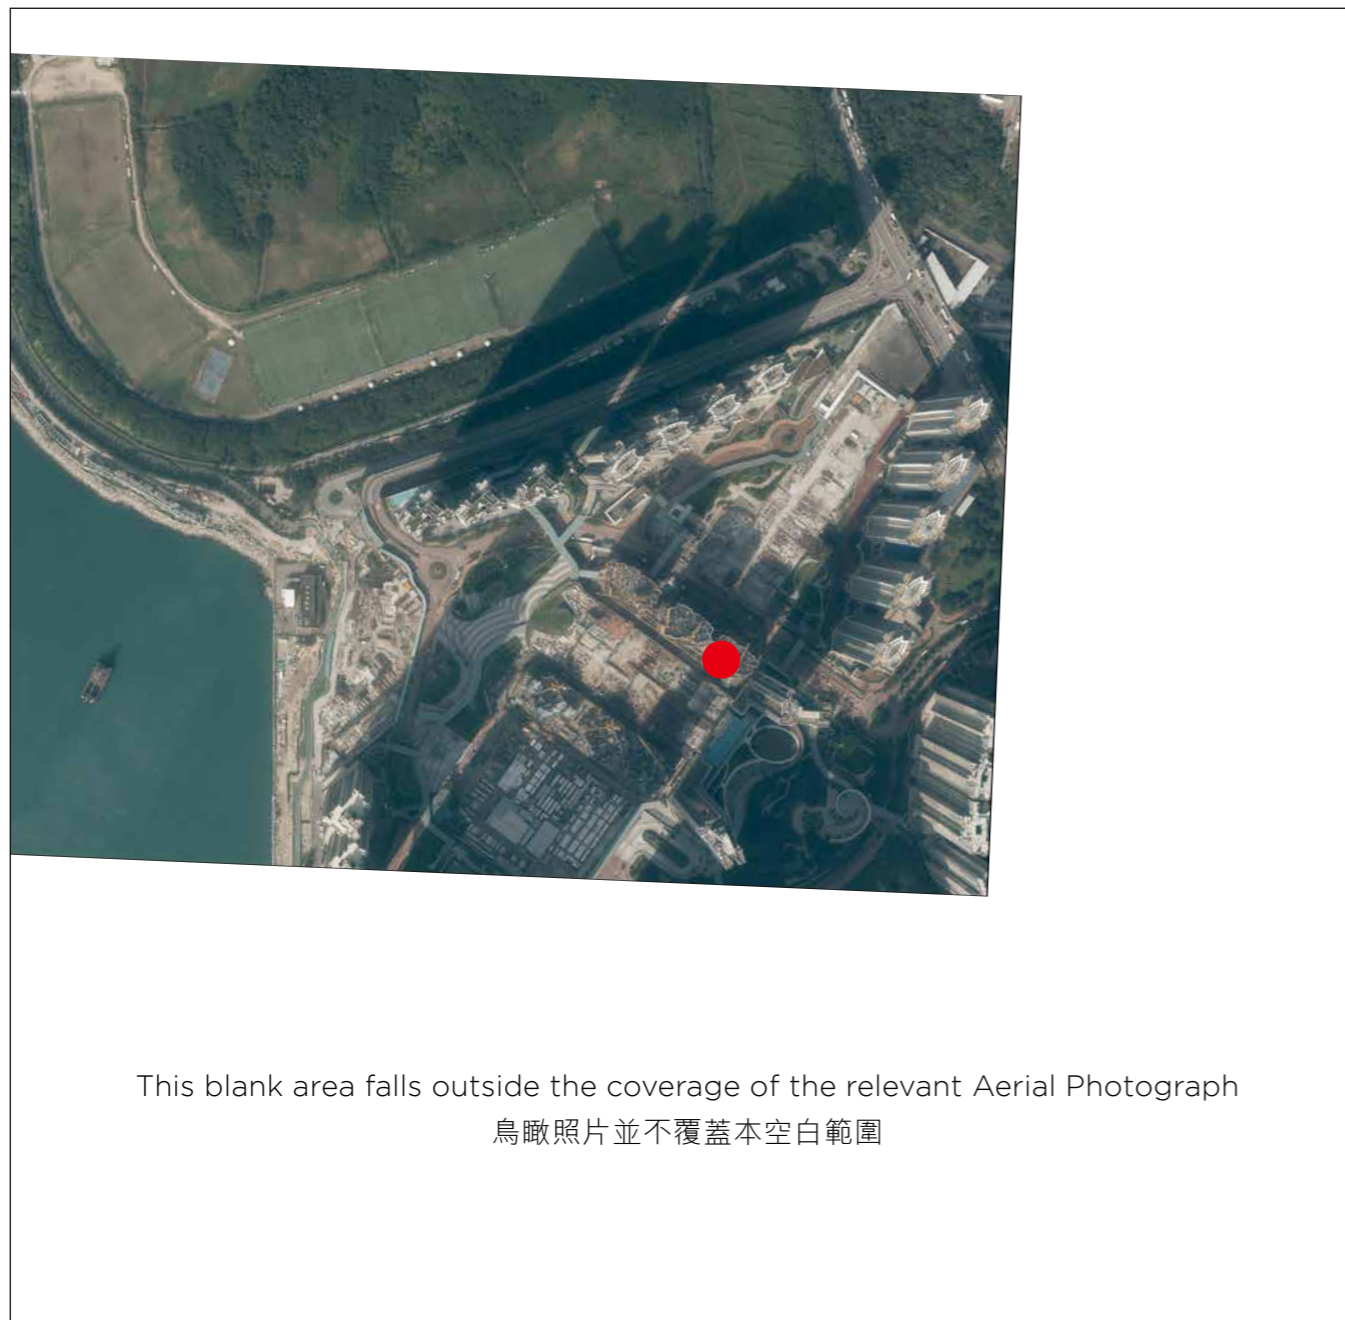 This blank area falls outside the coverage of the relevant Aerial Photograph
鳥瞰照片並不覆蓋本空白範圍